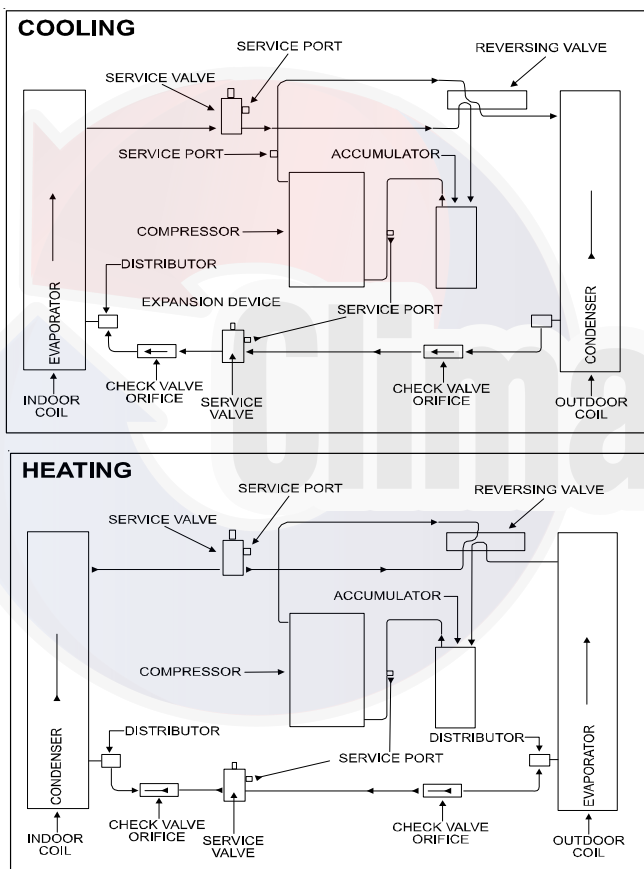 COOLING
SERVICE PORT
SERVICE VALVE
REVERSING VALVE
SERVICE PORT
ACCUMULATOR
COMPRESSOR
DISTRIBUTOR
EXPANSION DEVICE
SERVICE PORT
EVAPORATOR
CONDENSER
INDOOR
COIL
CHECK VALVE
ORIFICE
SERVICE
VALVE
CHECK VALVE
ORIFICE
OUTDOOR
COIL
Clima
HEATING
SERVICE PORT
SERVICE VALVE
REVERSING VALVE
ACCUMULATOR
COMPRESSOR
DISTRIBUTOR
DISTRIBUTOR
SERVICE PORT
CONDENSER
EVAPORATOR
INDOOR
COIL
CHECK VALVE
ORIFICE
SERVICE
VALVE
CHECK VALVE
ORIFICE
OUTDOOR
COIL